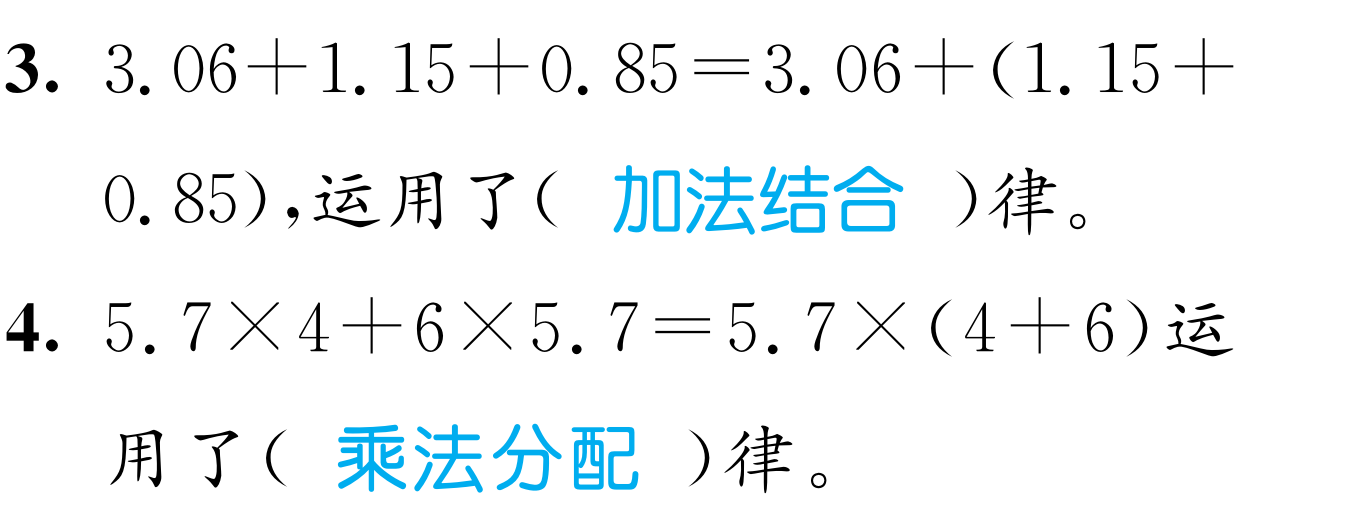 3. 3.06+1.15+0.85=3.06+(1.15+
0.85),运用了( 加法结合 )律。
4. 5.7×4+6×5.7=5.7×(4+6)运
用了( 乘法分配 )律。